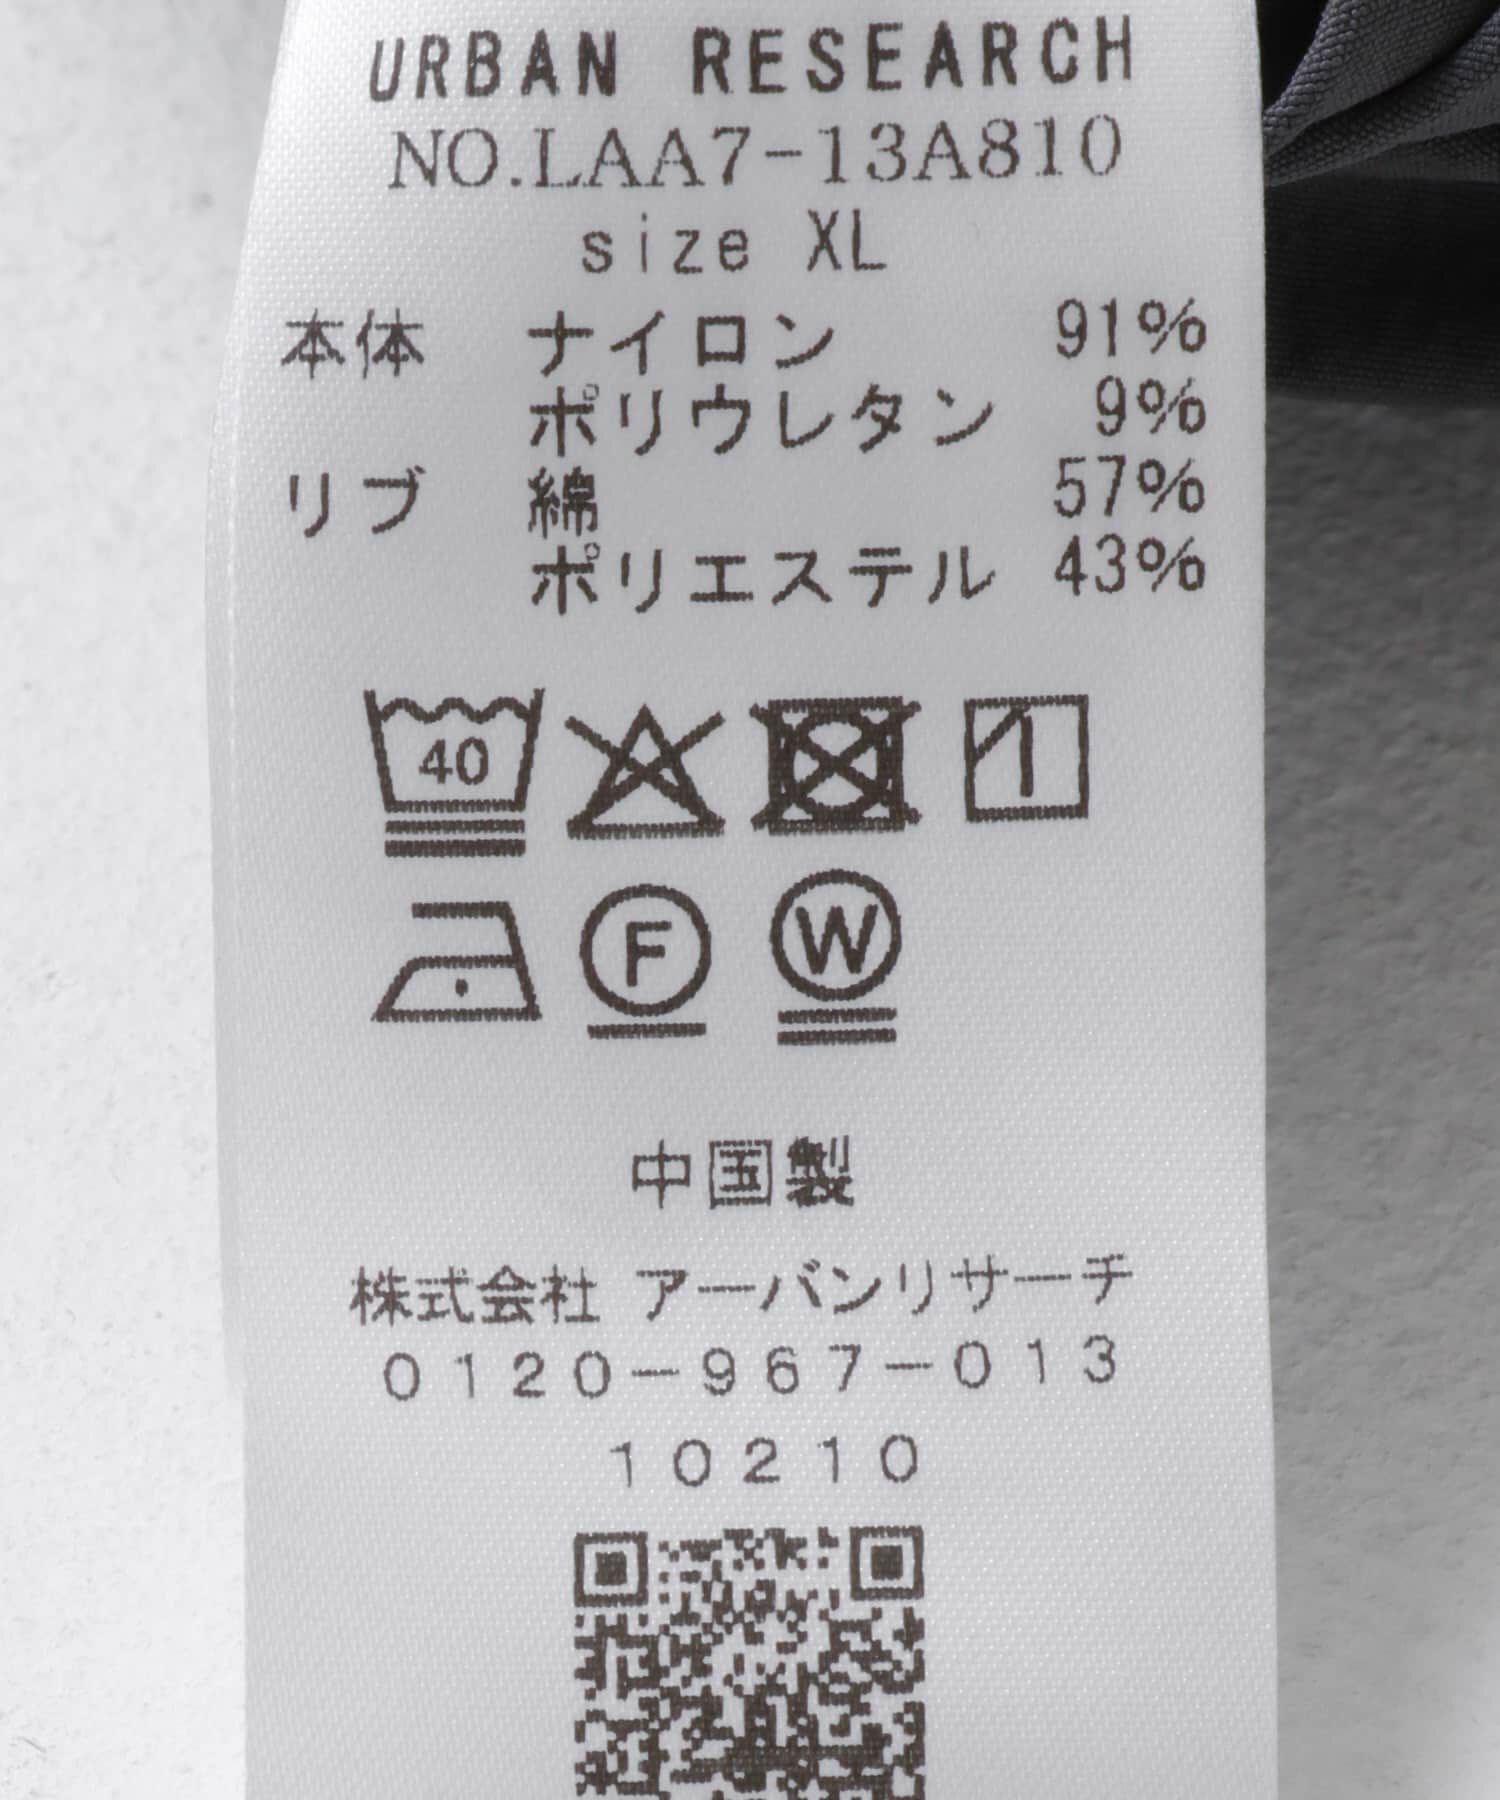 URBAN RESEARCH
NO.LAA7-13A810
size XL
本体 ナイロン 91%
ポリウレタン 9%
リブ 綿 57%
ポリエステル 43%
40
F W
中国製
株式会社 アーバンリサーチ
0120-967-013
10210